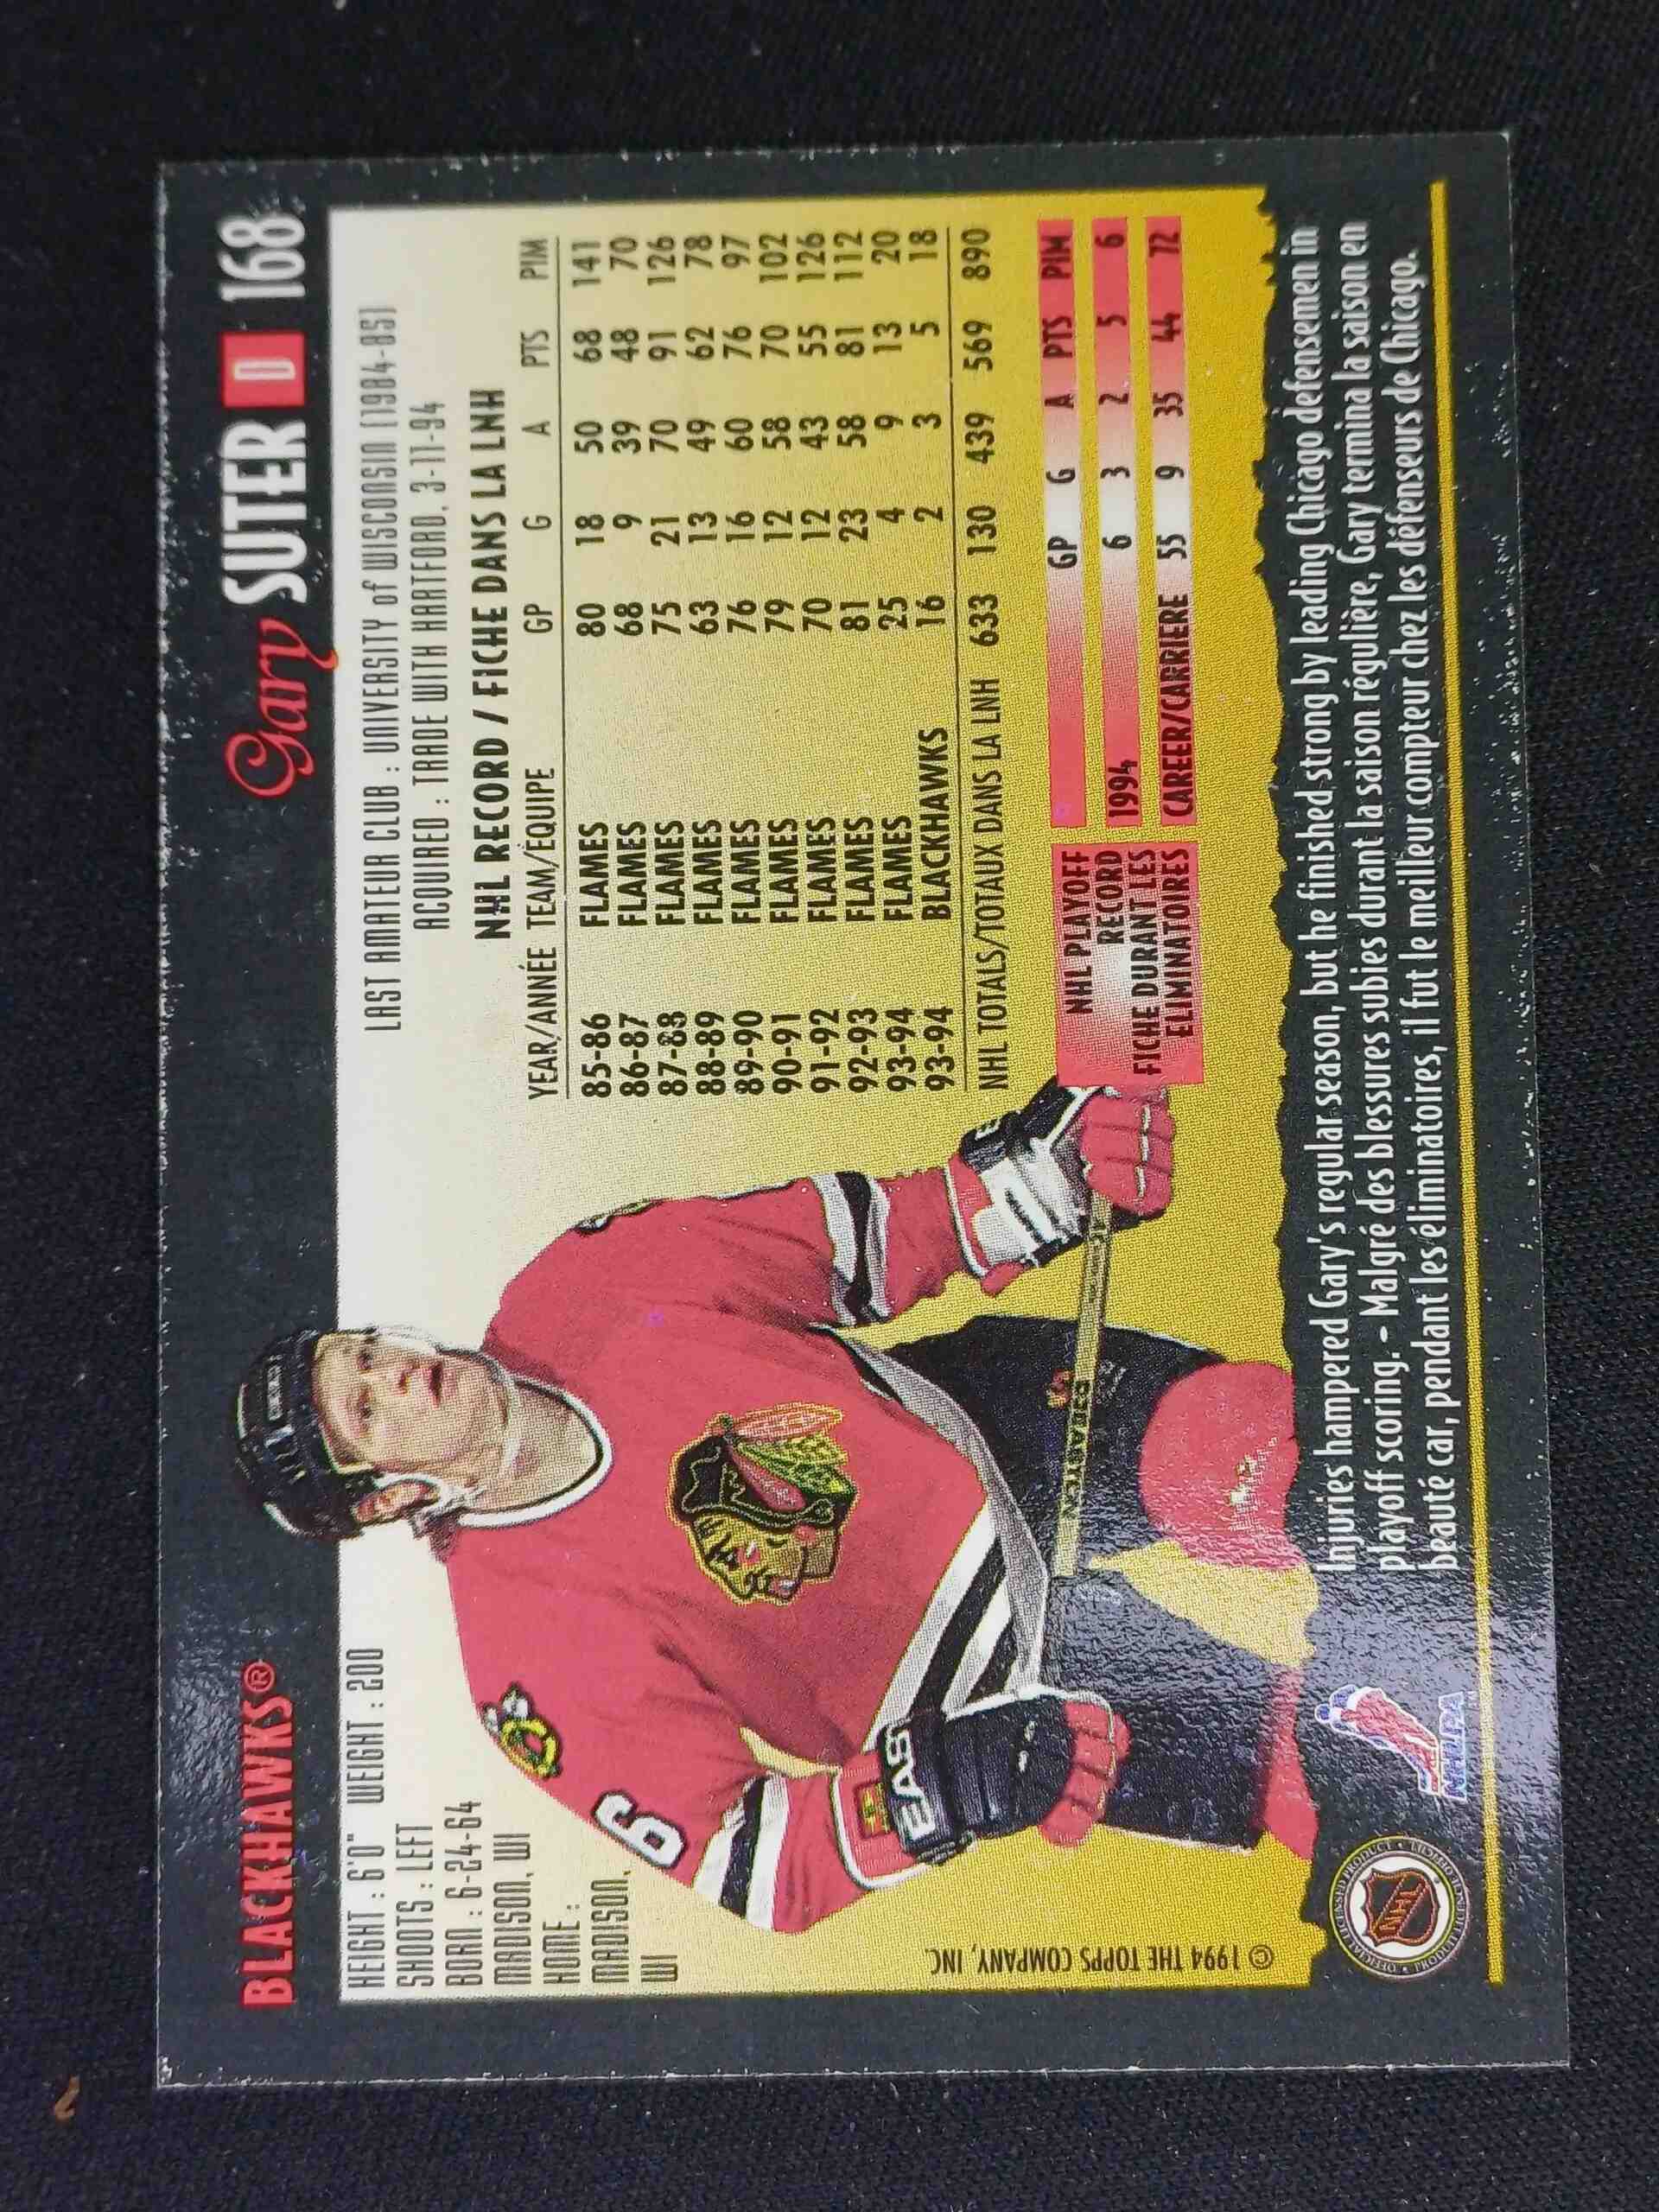 BLACKHAWKS®
Gary SUTER D 168
HEIGHT : 6'0" WEIGHT : 200
SHOOTS : LEFT
BORN : 6-24-64
MADISON, WI
HOME :
MADISON,
WI
LAST AMATEUR CLUB : UNIVERSITY of WISCONSIN (1984-85)
ACQUIRED : TRADE WITH HARTFORD, 3-11-94
NHL RECORD / FICHE DANS LA LNH
YEAR/ANNÉE TEAM/ÉQUIPE GP G A PTS PIM
85-86 FLAMES 80 18 50 68 141
86-87 FLAMES 68 9 39 48 70
87-88 FLAMES 75 21 70 91 126
88-89 FLAMES 63 13 49 62 78
89-90 FLAMES 76 16 60 76 97
90-91 FLAMES 79 12 58 70 102
91-92 FLAMES 70 12 43 55 126
92-93 FLAMES 81 23 58 81 112
93-94 FLAMES 25 4 9 13 20
93-94 BLACKHAWKS 16 2 3 5 18
NHL TOTALS/TOTAUX DANS LA LNH 633 130 439 569 890
NHL PLAYOFF
RECORD
FICHE DURANT LES
ELIMINATOIRES
GP G A PTS PIM
1994 6 3 2 5 6
CAREER/CARRIERE 55 9 35 44 72
6
EAS
EASTON
© 1994 THE TOPPS COMPANY, INC.
Injuries hampered Gary's regular season, but he finished strong by leading Chicago defensemen in
playoff scoring. - Malgré des blessures subies durant la saison régulière, Gary termina la saison en
beauté car, pendant les éliminatoires, il fut le meilleur compteur chez les défenseurs de Chicago.
NHL
NHLPA